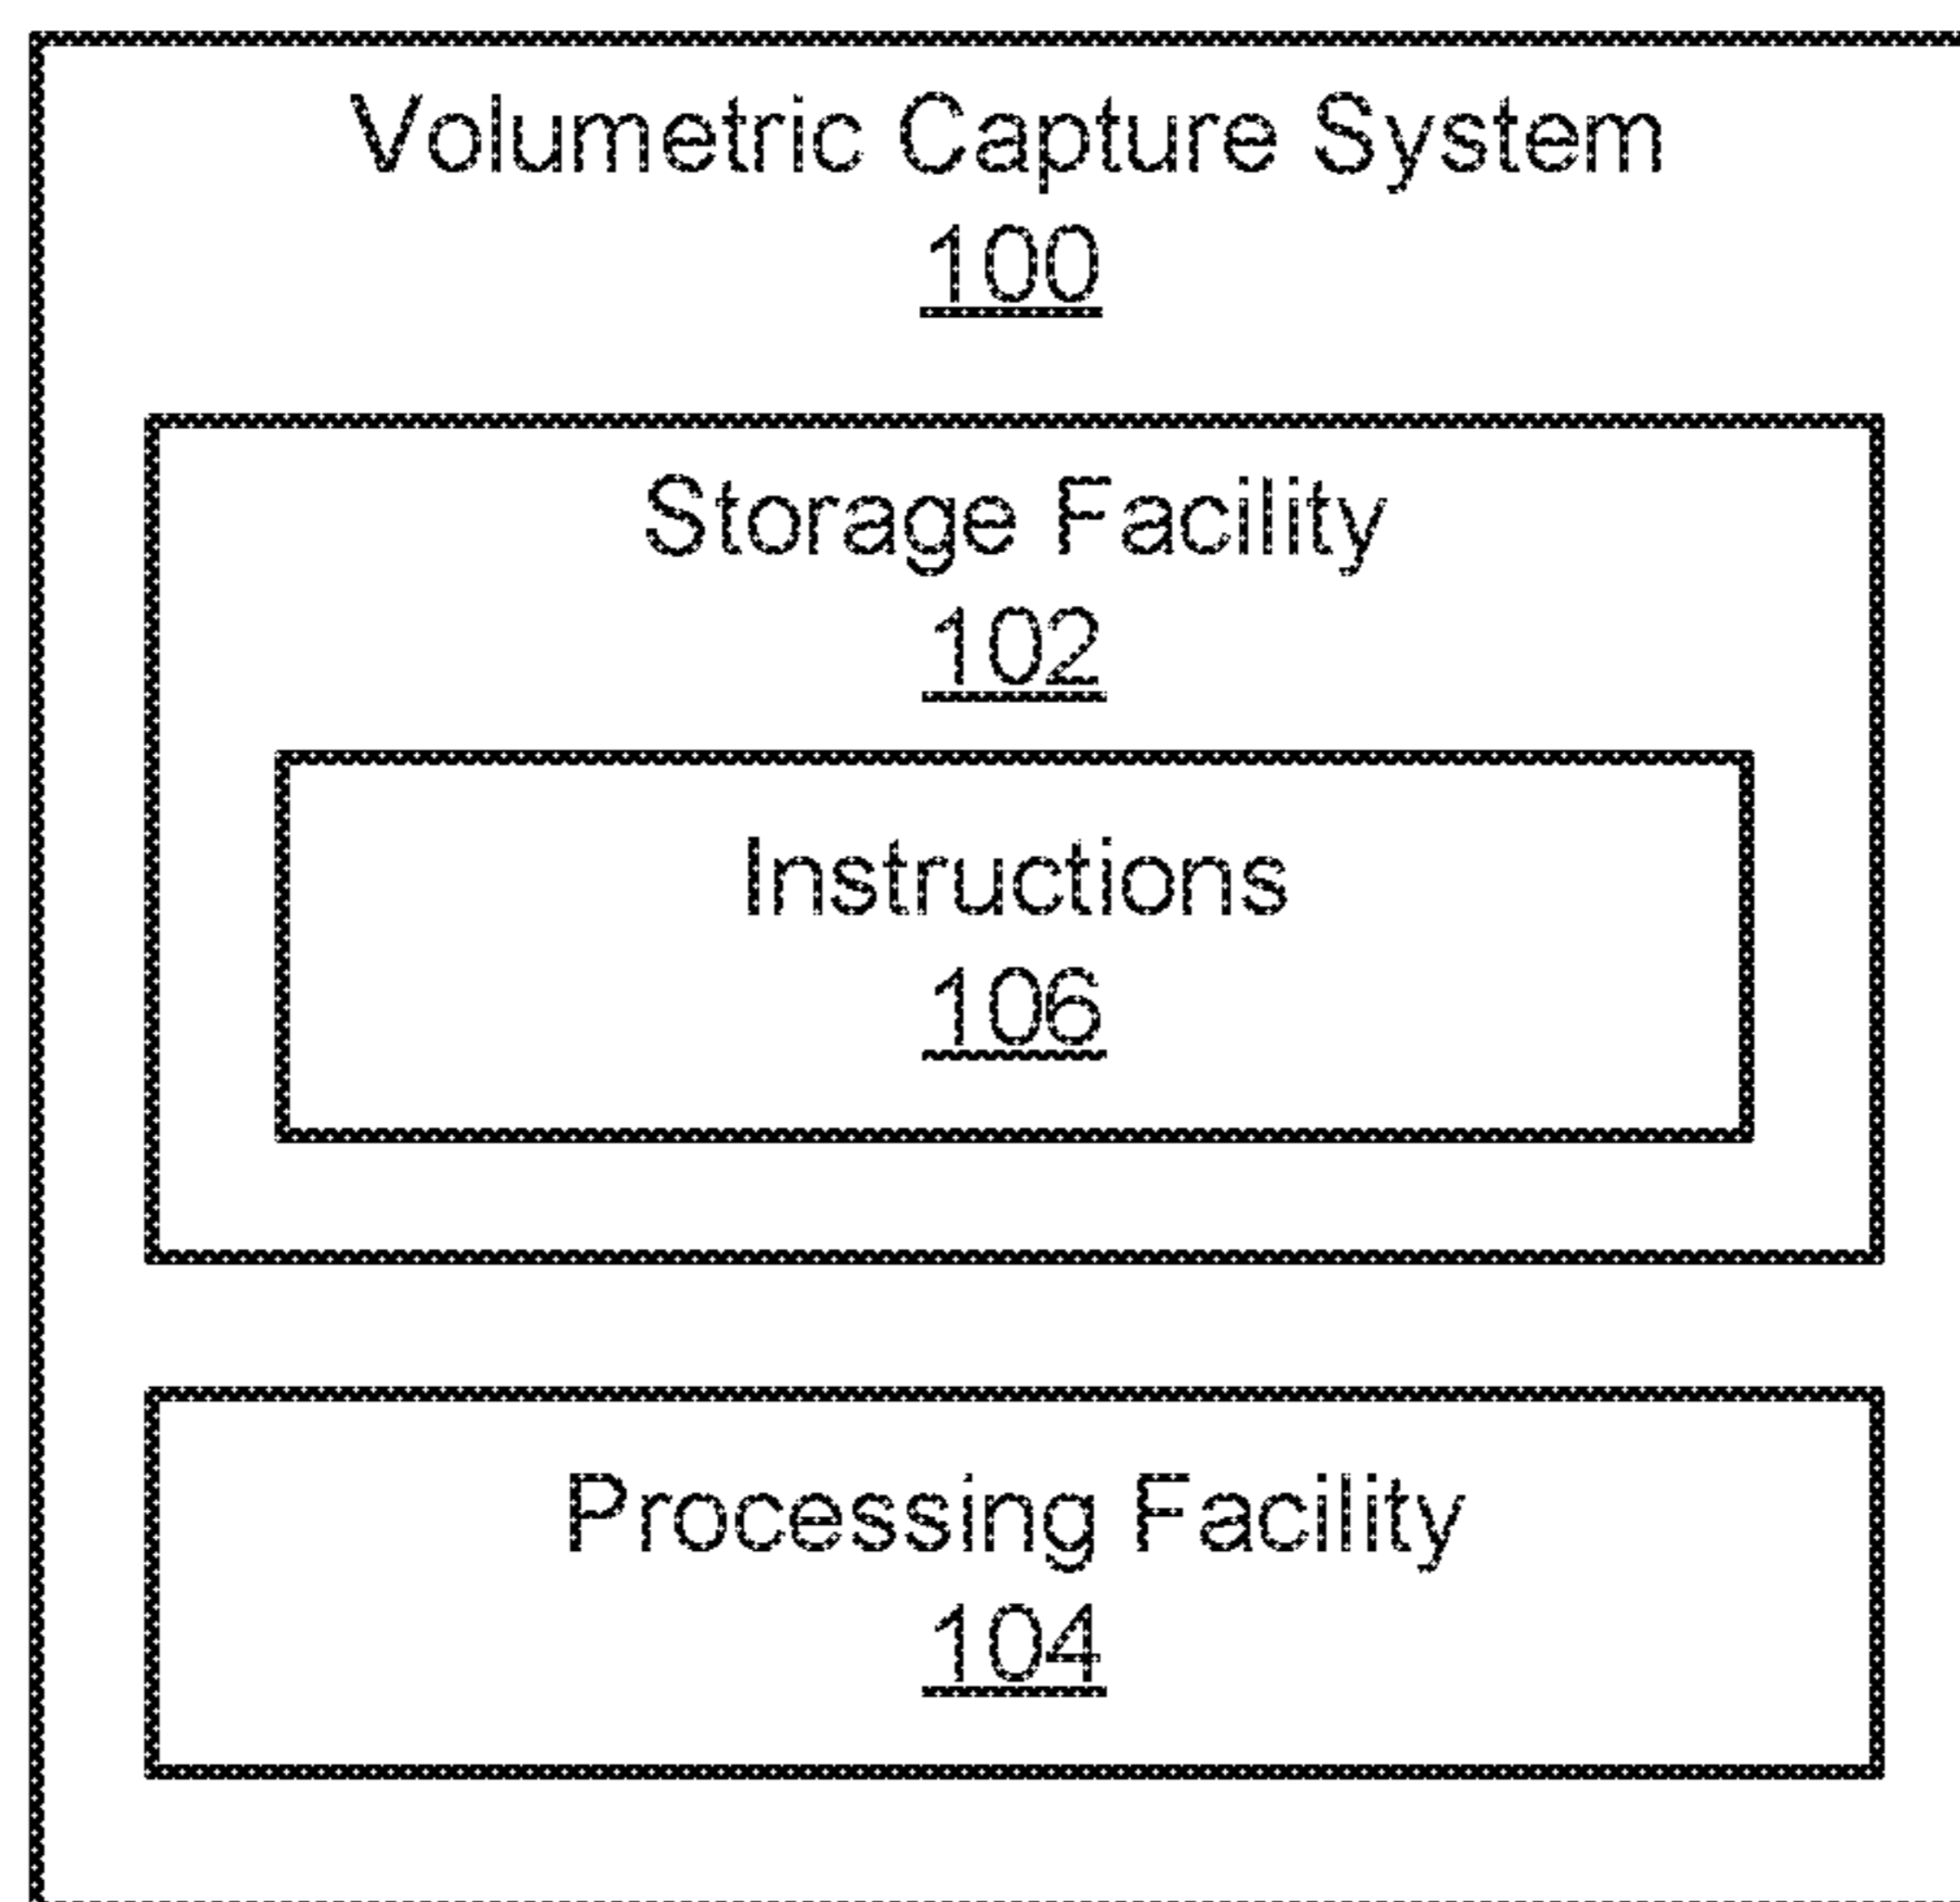 Volumetric Capture System
100
Storage Facility
102
Instructions
106
Processing Facility
104